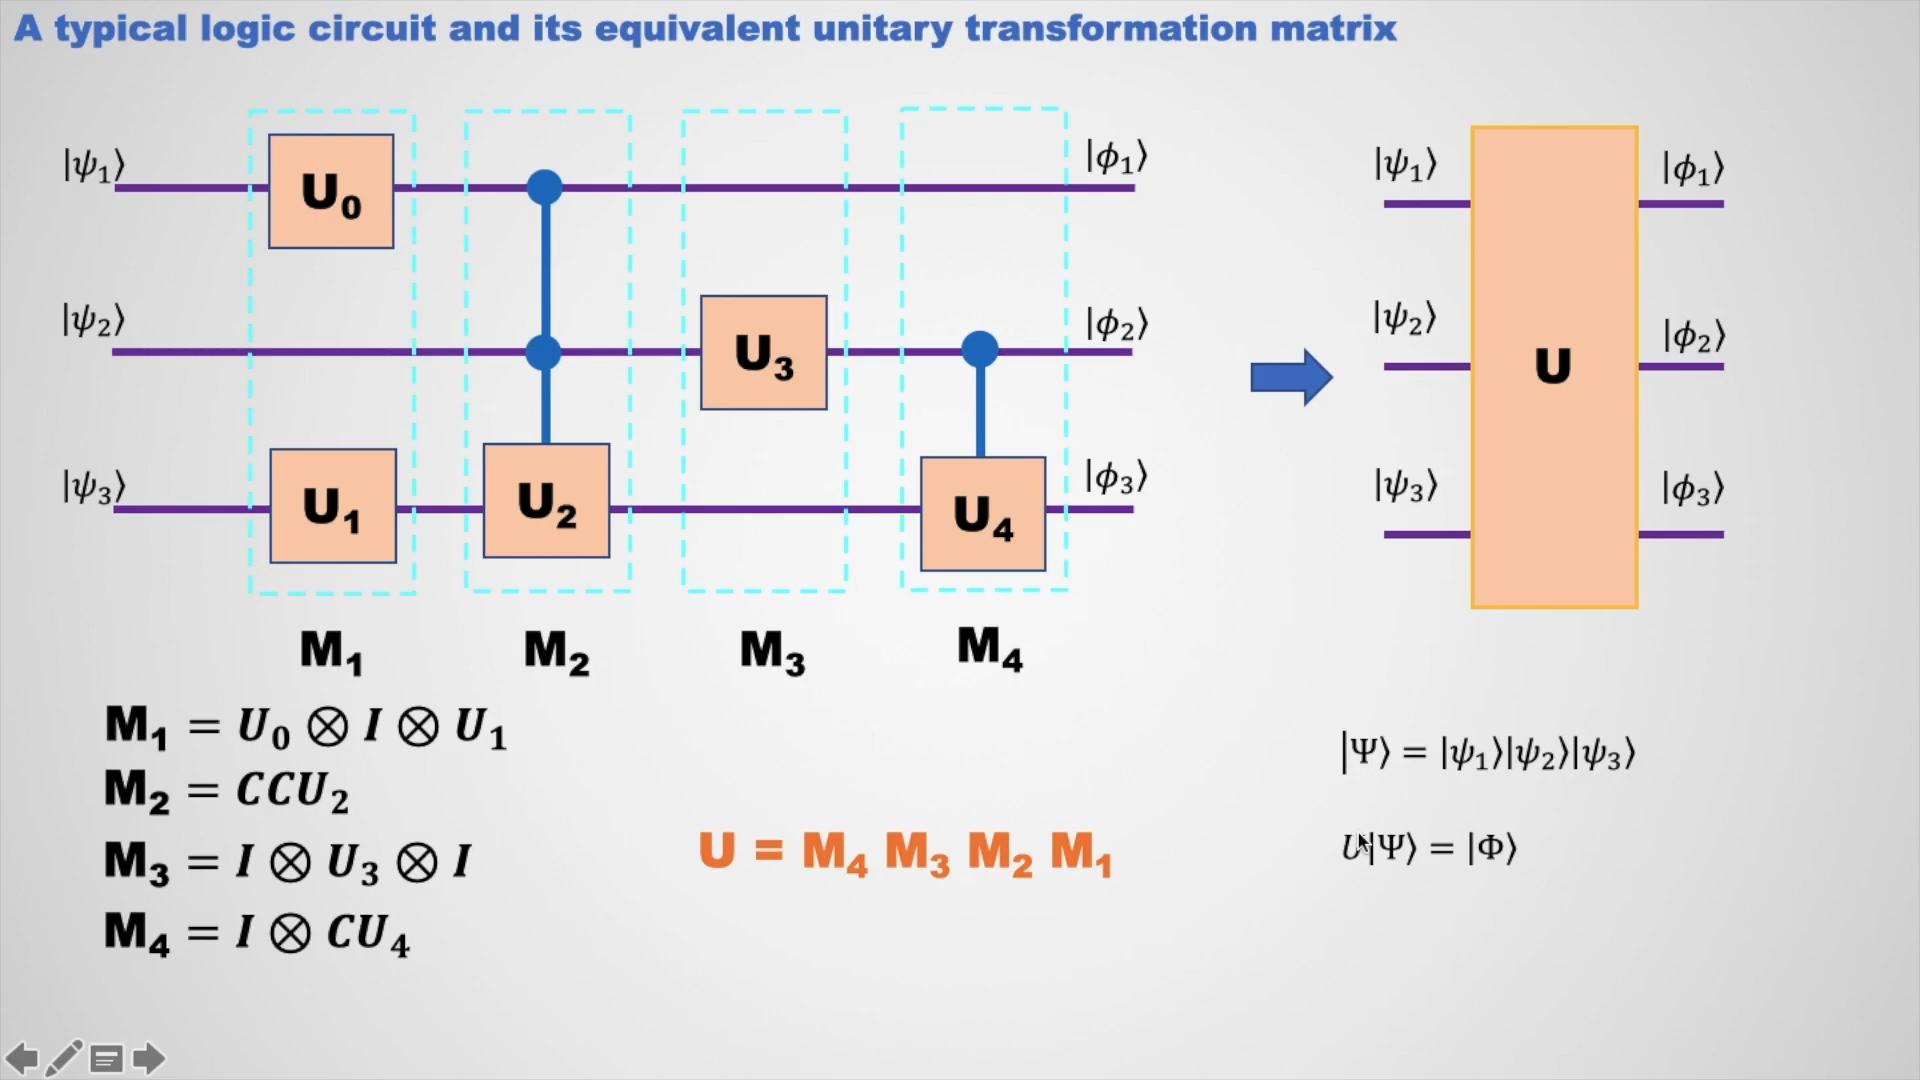 A typical logic circuit and its equivalent unitary transformation matrix
|ψ₁⟩ U₀ |ϕ₁⟩
|ψ₂⟩ U₃ |ϕ₂⟩
|ψ₃⟩ U₁ U₂ U₄ |ϕ₃⟩
M₁ M₂ M₃ M₄
|ψ₁⟩ |ϕ₁⟩
|ψ₂⟩ U |ϕ₂⟩
|ψ₃⟩ |ϕ₃⟩
M₁ = U₀ ⊗ I ⊗ U₁
M₂ = CCU₂
M₃ = I ⊗ U₃ ⊗ I
M₄ = I ⊗ CU₄
U = M₄ M₃ M₂ M₁
|Ψ⟩ = |ψ₁⟩|ψ₂⟩|ψ₃⟩
U|Ψ⟩ = |Φ⟩